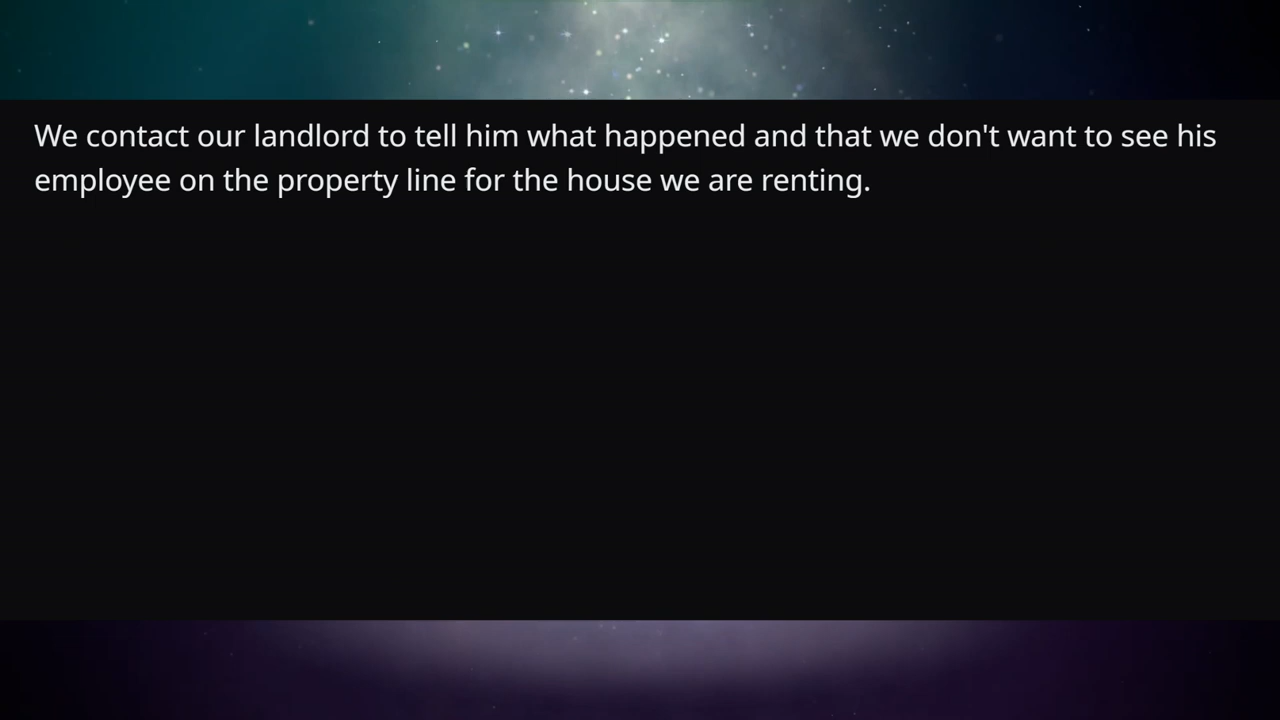 We contact our landlord to tell him what happened and that we don't want to see his
employee on the property line for the house we are renting.